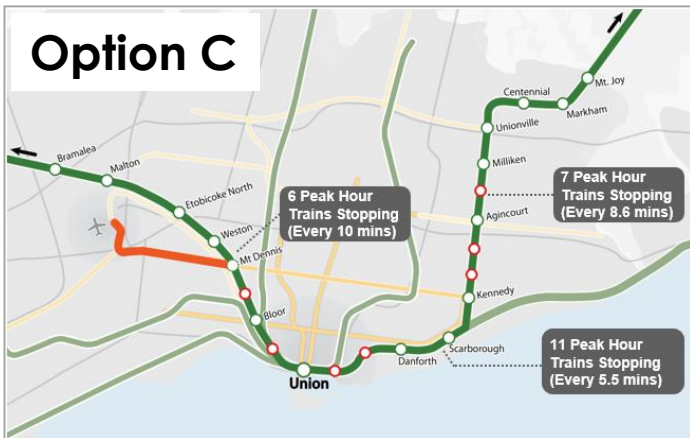 Option C
Bramalea
Malton
Etobicoke North
Weston
Mt Dennis
Bloor
Union
Danforth
Scarborough
Kennedy
Agincourt
Milliken
Unionville
Centennial
Markham
Mt. Joy
6 Peak Hour
Trains Stopping
(Every 10 mins)
7 Peak Hour
Trains Stopping
(Every 8.6 mins)
11 Peak Hour
Trains Stopping
(Every 5.5 mins)